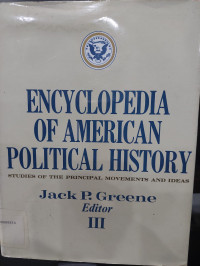 ENCYCLOPEDIA
OF AMERICAN
POLITICAL HISTORY
STUDIES OF THE PRINCIPAL MOVEMENTS AND IDEAS
Jack P. Greene
Editor
III